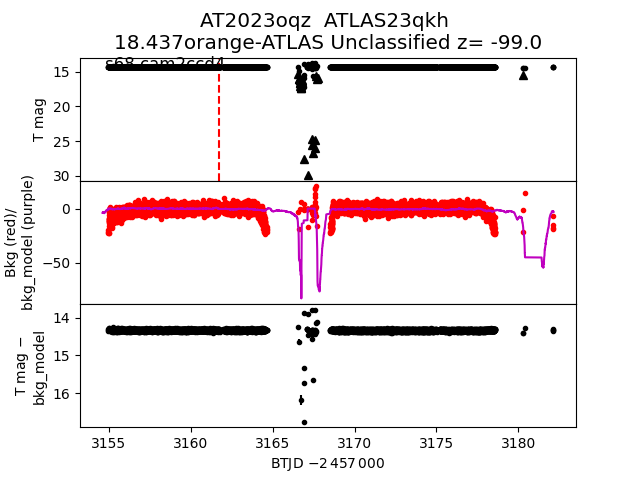 AT2023oqz  ATLAS23qkh
18.437orange-ATLAS Unclassified z= -99.0
s68 cam2ccd4
15
20
25
30
T mag
0
−50
Bkg (red)/
bkg_model (purple)
14
15
16
T mag −
bkg_model
3155 3160 3165 3170 3175 3180
BTJD −2 457 000